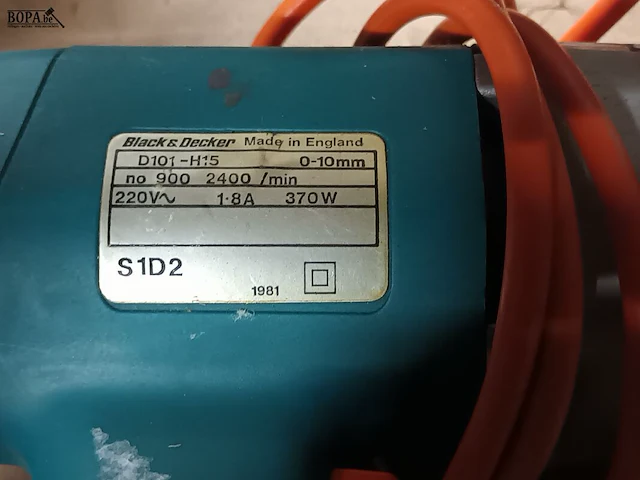 BOPA.be
Black & Decker Made in England
D101-H15 0-10mm
no 900 2400 /min
220V~ 1·8A 370W
S1D2
1981